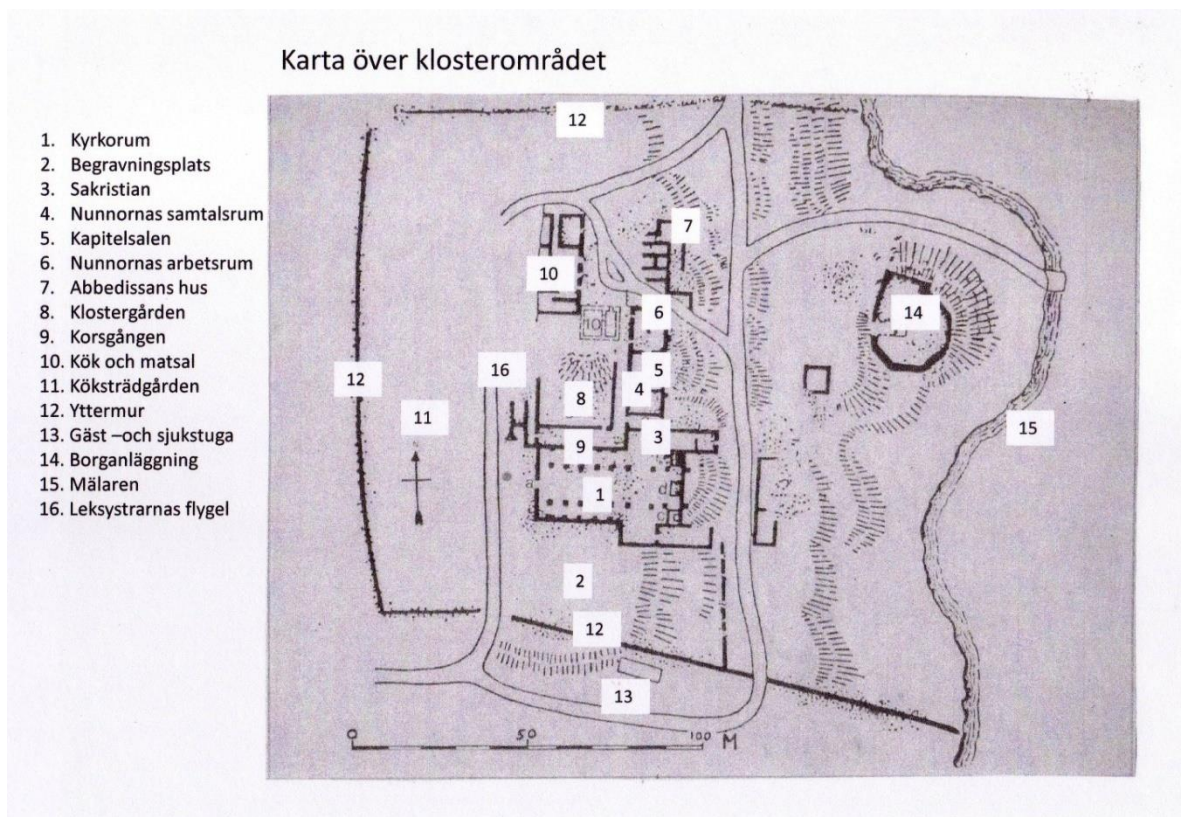 Karta över klosterområdet
1. Kyrkorum
2. Begravningsplats
3. Sakristian
4. Nunnornas samtalsrum
5. Kapitelsalen
6. Nunnornas arbetsrum
7. Abbedissans hus
8. Klostergården
9. Korsgången
10. Kök och matsal
11. Köksträdgården
12. Yttermur
13. Gäst –och sjukstuga
14. Borganläggning
15. Mälaren
16. Leksystrarnas flygel
12
7
10
6
14
10
12
16
5
4
8
11
15
3
9
1
a
d
c
2
12
13
0 50 100 M